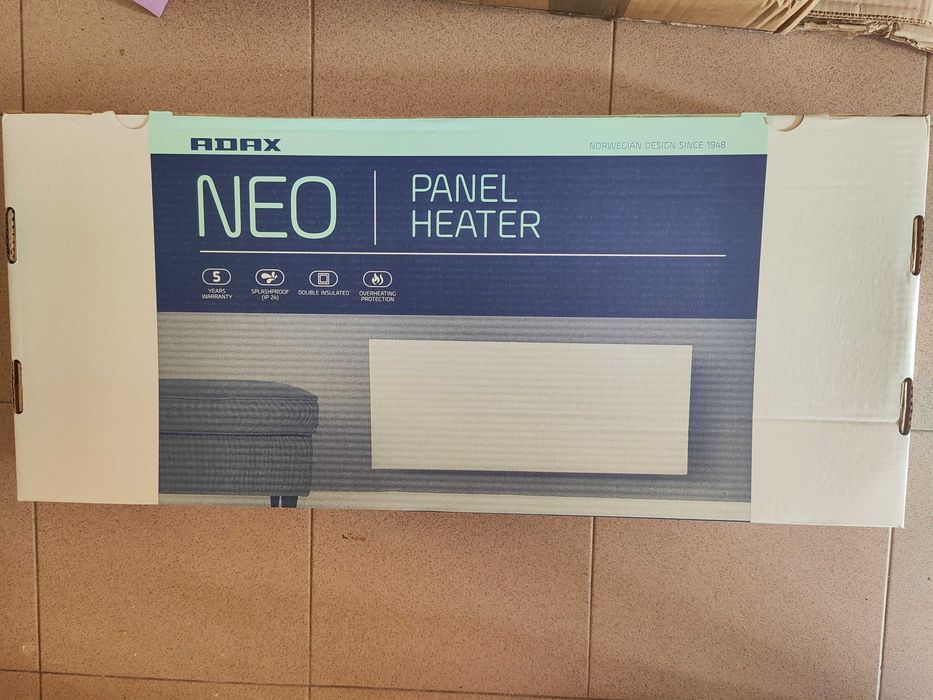 ADAX
NORWEGIAN DESIGN SINCE 1948
NEO
PANEL
HEATER
5
YEARS
WARRANTY
SPLASHPROOF
(IP 24)
DOUBLE INSULATED
OVERHEATING
PROTECTION